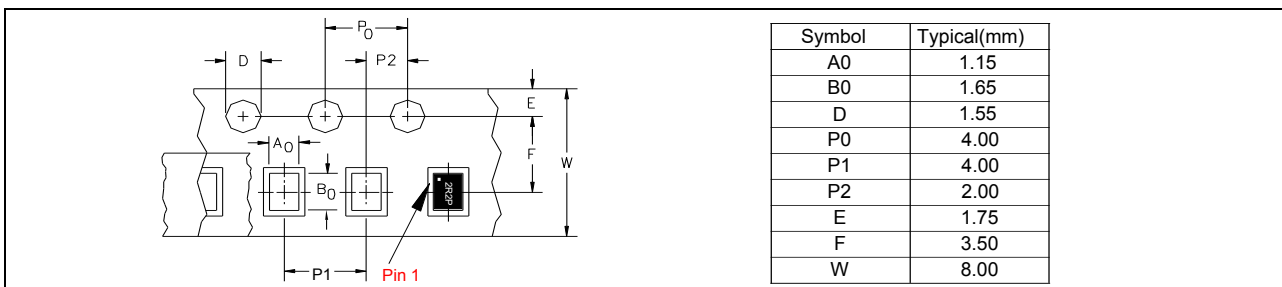 P0
D
P2
E
A0
F
W
B0
2R2P
P1
Pin 1
Symbol Typical(mm)
A0 1.15
B0 1.65
D 1.55
P0 4.00
P1 4.00
P2 2.00
E 1.75
F 3.50
W 8.00